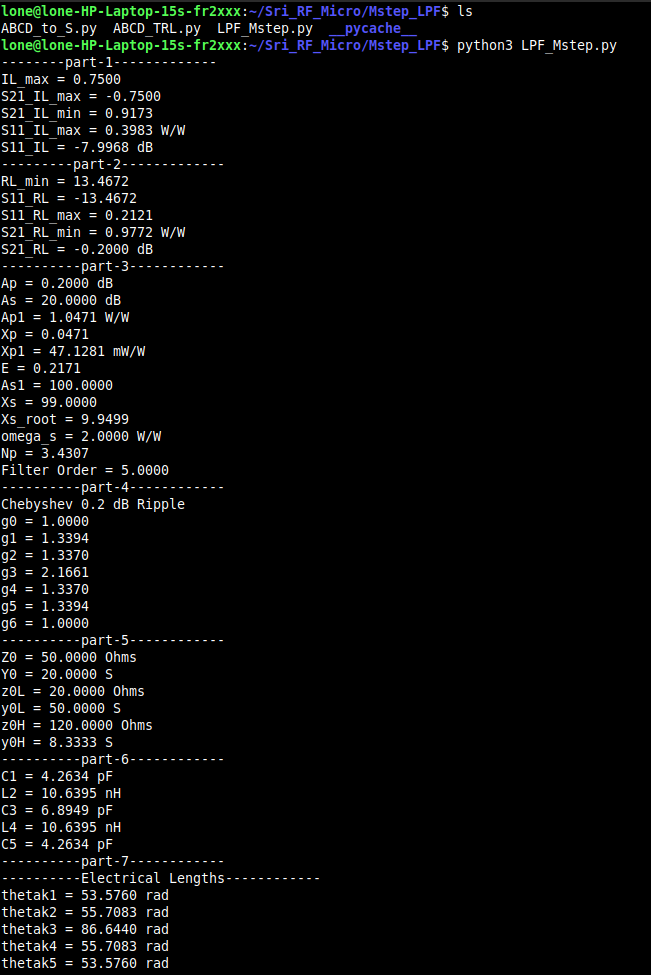 lone@lone-HP-Laptop-15s-fr2xxx:~/Sri_RF_Micro/Mstep_LPF$ ls
ABCD_to_S.py  ABCD_TRL.py  LPF_Mstep.py  __pycache__
lone@lone-HP-Laptop-15s-fr2xxx:~/Sri_RF_Micro/Mstep_LPF$ python3 LPF_Mstep.py
--------part-1-------------
IL_max = 0.7500
S21_IL_max = -0.7500
S21_IL_min = 0.9173
S11_IL_max = 0.3983 W/W
S11_IL = -7.9968 dB
---------part-2-------------
RL_min = 13.4672
S11_RL = -13.4672
S11_RL_max = 0.2121
S21_RL_min = 0.9772 W/W
S21_RL = -0.2000 dB
----------part-3------------
Ap = 0.2000 dB
As = 20.0000 dB
Ap1 = 1.0471 W/W
Xp = 0.0471
Xp1 = 47.1281 mW/W
E = 0.2171
As1 = 100.0000
Xs = 99.0000
Xs_root = 9.9499
omega_s = 2.0000 W/W
Np = 3.4307
Filter Order = 5.0000
----------part-4------------
Chebyshev 0.2 dB Ripple
g0 = 1.0000
g1 = 1.3394
g2 = 1.3370
g3 = 2.1661
g4 = 1.3370
g5 = 1.3394
g6 = 1.0000
----------part-5------------
Z0 = 50.0000 Ohms
Y0 = 20.0000 S
z0L = 20.0000 Ohms
y0L = 50.0000 S
z0H = 120.0000 Ohms
y0H = 8.3333 S
----------part-6------------
C1 = 4.2634 pF
L2 = 10.6395 nH
C3 = 6.8949 pF
L4 = 10.6395 nH
C5 = 4.2634 pF
----------part-7------------
----------Electrical Lengths------------
thetak1 = 53.5760 rad
thetak2 = 55.7083 rad
thetak3 = 86.6440 rad
thetak4 = 55.7083 rad
thetak5 = 53.5760 rad